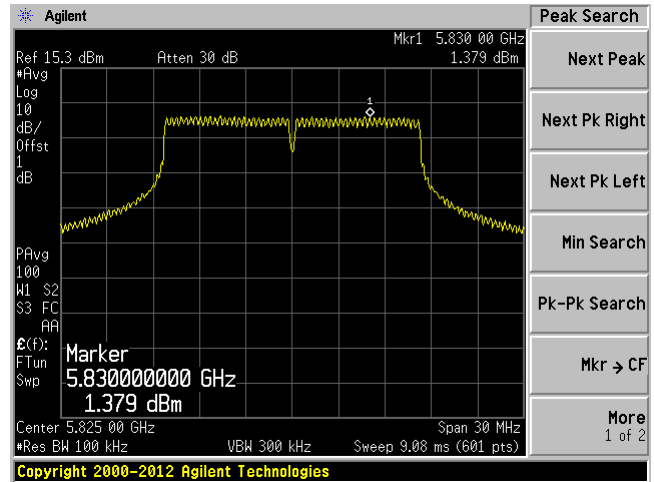 Agilent
Peak Search
Mkr1 5.830 00 GHz
Ref 15.3 dBm Atten 30 dB 1.379 dBm
#Avg
Log
10
dB/
Offst
1
dB
1
PAvg
100
W1 S2
S3 FC
AA
£(f):
FTun
Swp
Marker
5.830000000 GHz
1.379 dBm
Center 5.825 00 GHz Span 30 MHz
#Res BW 100 kHz VBW 300 kHz Sweep 9.08 ms (601 pts)
Copyright 2000-2012 Agilent Technologies
Next Peak
Next Pk Right
Next Pk Left
Min Search
Pk-Pk Search
Mkr → CF
More
1 of 2